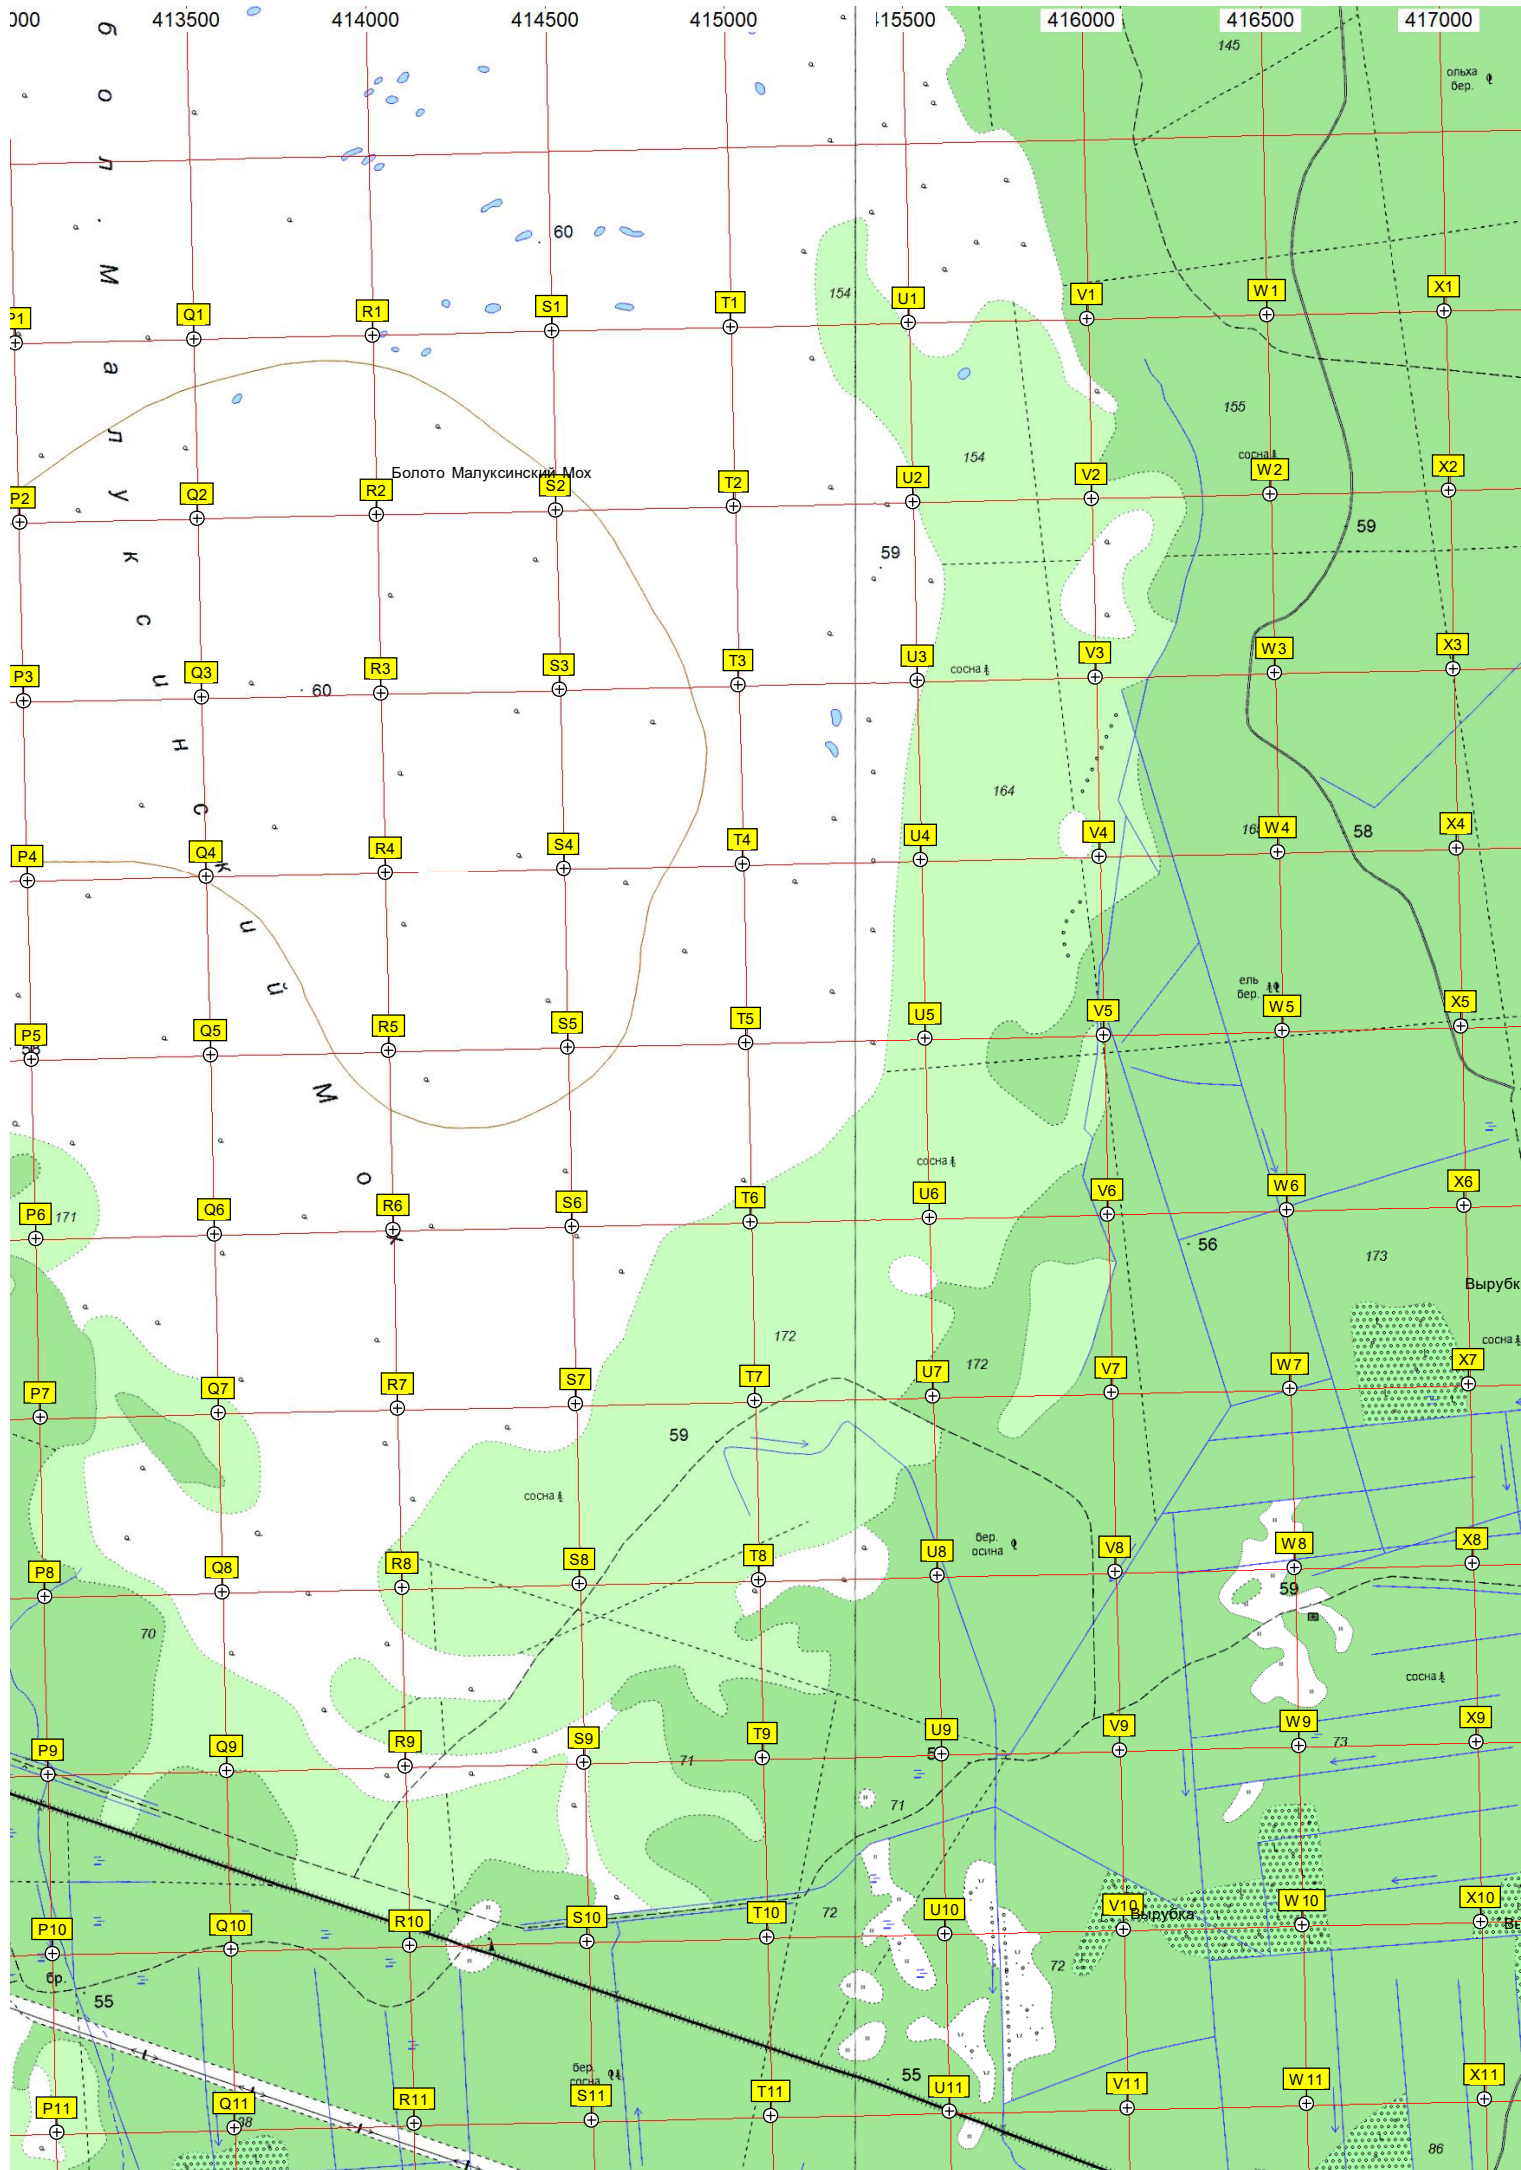 000 413500 414000 414500 415000 415500 416000 416500 417000
145
ольха
бер.
бол. Малуксинский Мох
60
154
P1 Q1 R1 S1 T1 U1 V1 W1 X1
155
154
сосна
Болото Малуксинский Мох
P2 Q2 R2 S2 T2 U2 V2 W2 X2
59
59
P3 Q3 R3 S3 T3 U3 V3 W3 X3
сосна
60
164
58
P4 Q4 R4 S4 T4 U4 V4 W4 X4
ель
бер.
P5 Q5 R5 S5 T5 U5 V5 W5 X5
сосна
P6 Q6 R6 S6 T6 U6 V6 W6 X6
171
56
173
Вырубк
172
сосна
172
P7 Q7 R7 S7 T7 U7 V7 W7 X7
59
сосна
бер.
осина
P8 Q8 R8 S8 T8 U8 V8 W8 X8
59
70
сосна
P9 Q9 R9 S9 T9 U9 V9 W9 X9
71
73
71
P10 Q10 R10 S10 T10 U10 V10 W10 X10
72
Вырубка
Вы
72
бр.
55
бер.
сосна
55
P11 Q11 R11 S11 T11 U11 V11 W11 X11
86